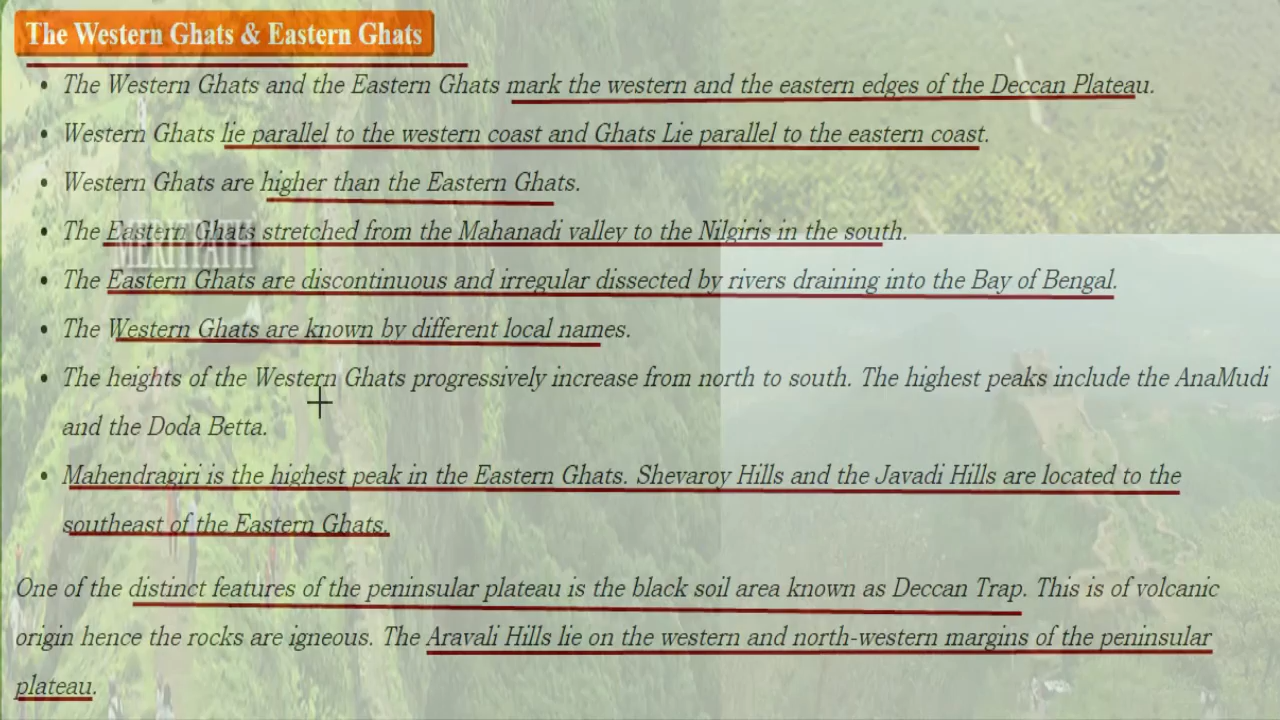 The Western Ghats & Eastern Ghats
• The Western Ghats and the Eastern Ghats mark the western and the eastern edges of the Deccan Plateau.
• Western Ghats lie parallel to the western coast and Ghats Lie parallel to the eastern coast.
• Western Ghats are higher than the Eastern Ghats.
• The Eastern Ghats stretched from the Mahanadi valley to the Nilgiris in the south.
MERITPATH
• The Eastern Ghats are discontinuous and irregular dissected by rivers draining into the Bay of Bengal.
• The Western Ghats are known by different local names.
• The heights of the Western Ghats progressively increase from north to south. The highest peaks include the AnaMudi
and the Doda Betta.
• Mahendragiri is the highest peak in the Eastern Ghats. Shevaroy Hills and the Javadi Hills are located to the
southeast of the Eastern Ghats.
One of the distinct features of the peninsular plateau is the black soil area known as Deccan Trap. This is of volcanic
origin hence the rocks are igneous. The Aravali Hills lie on the western and north-western margins of the peninsular
plateau.